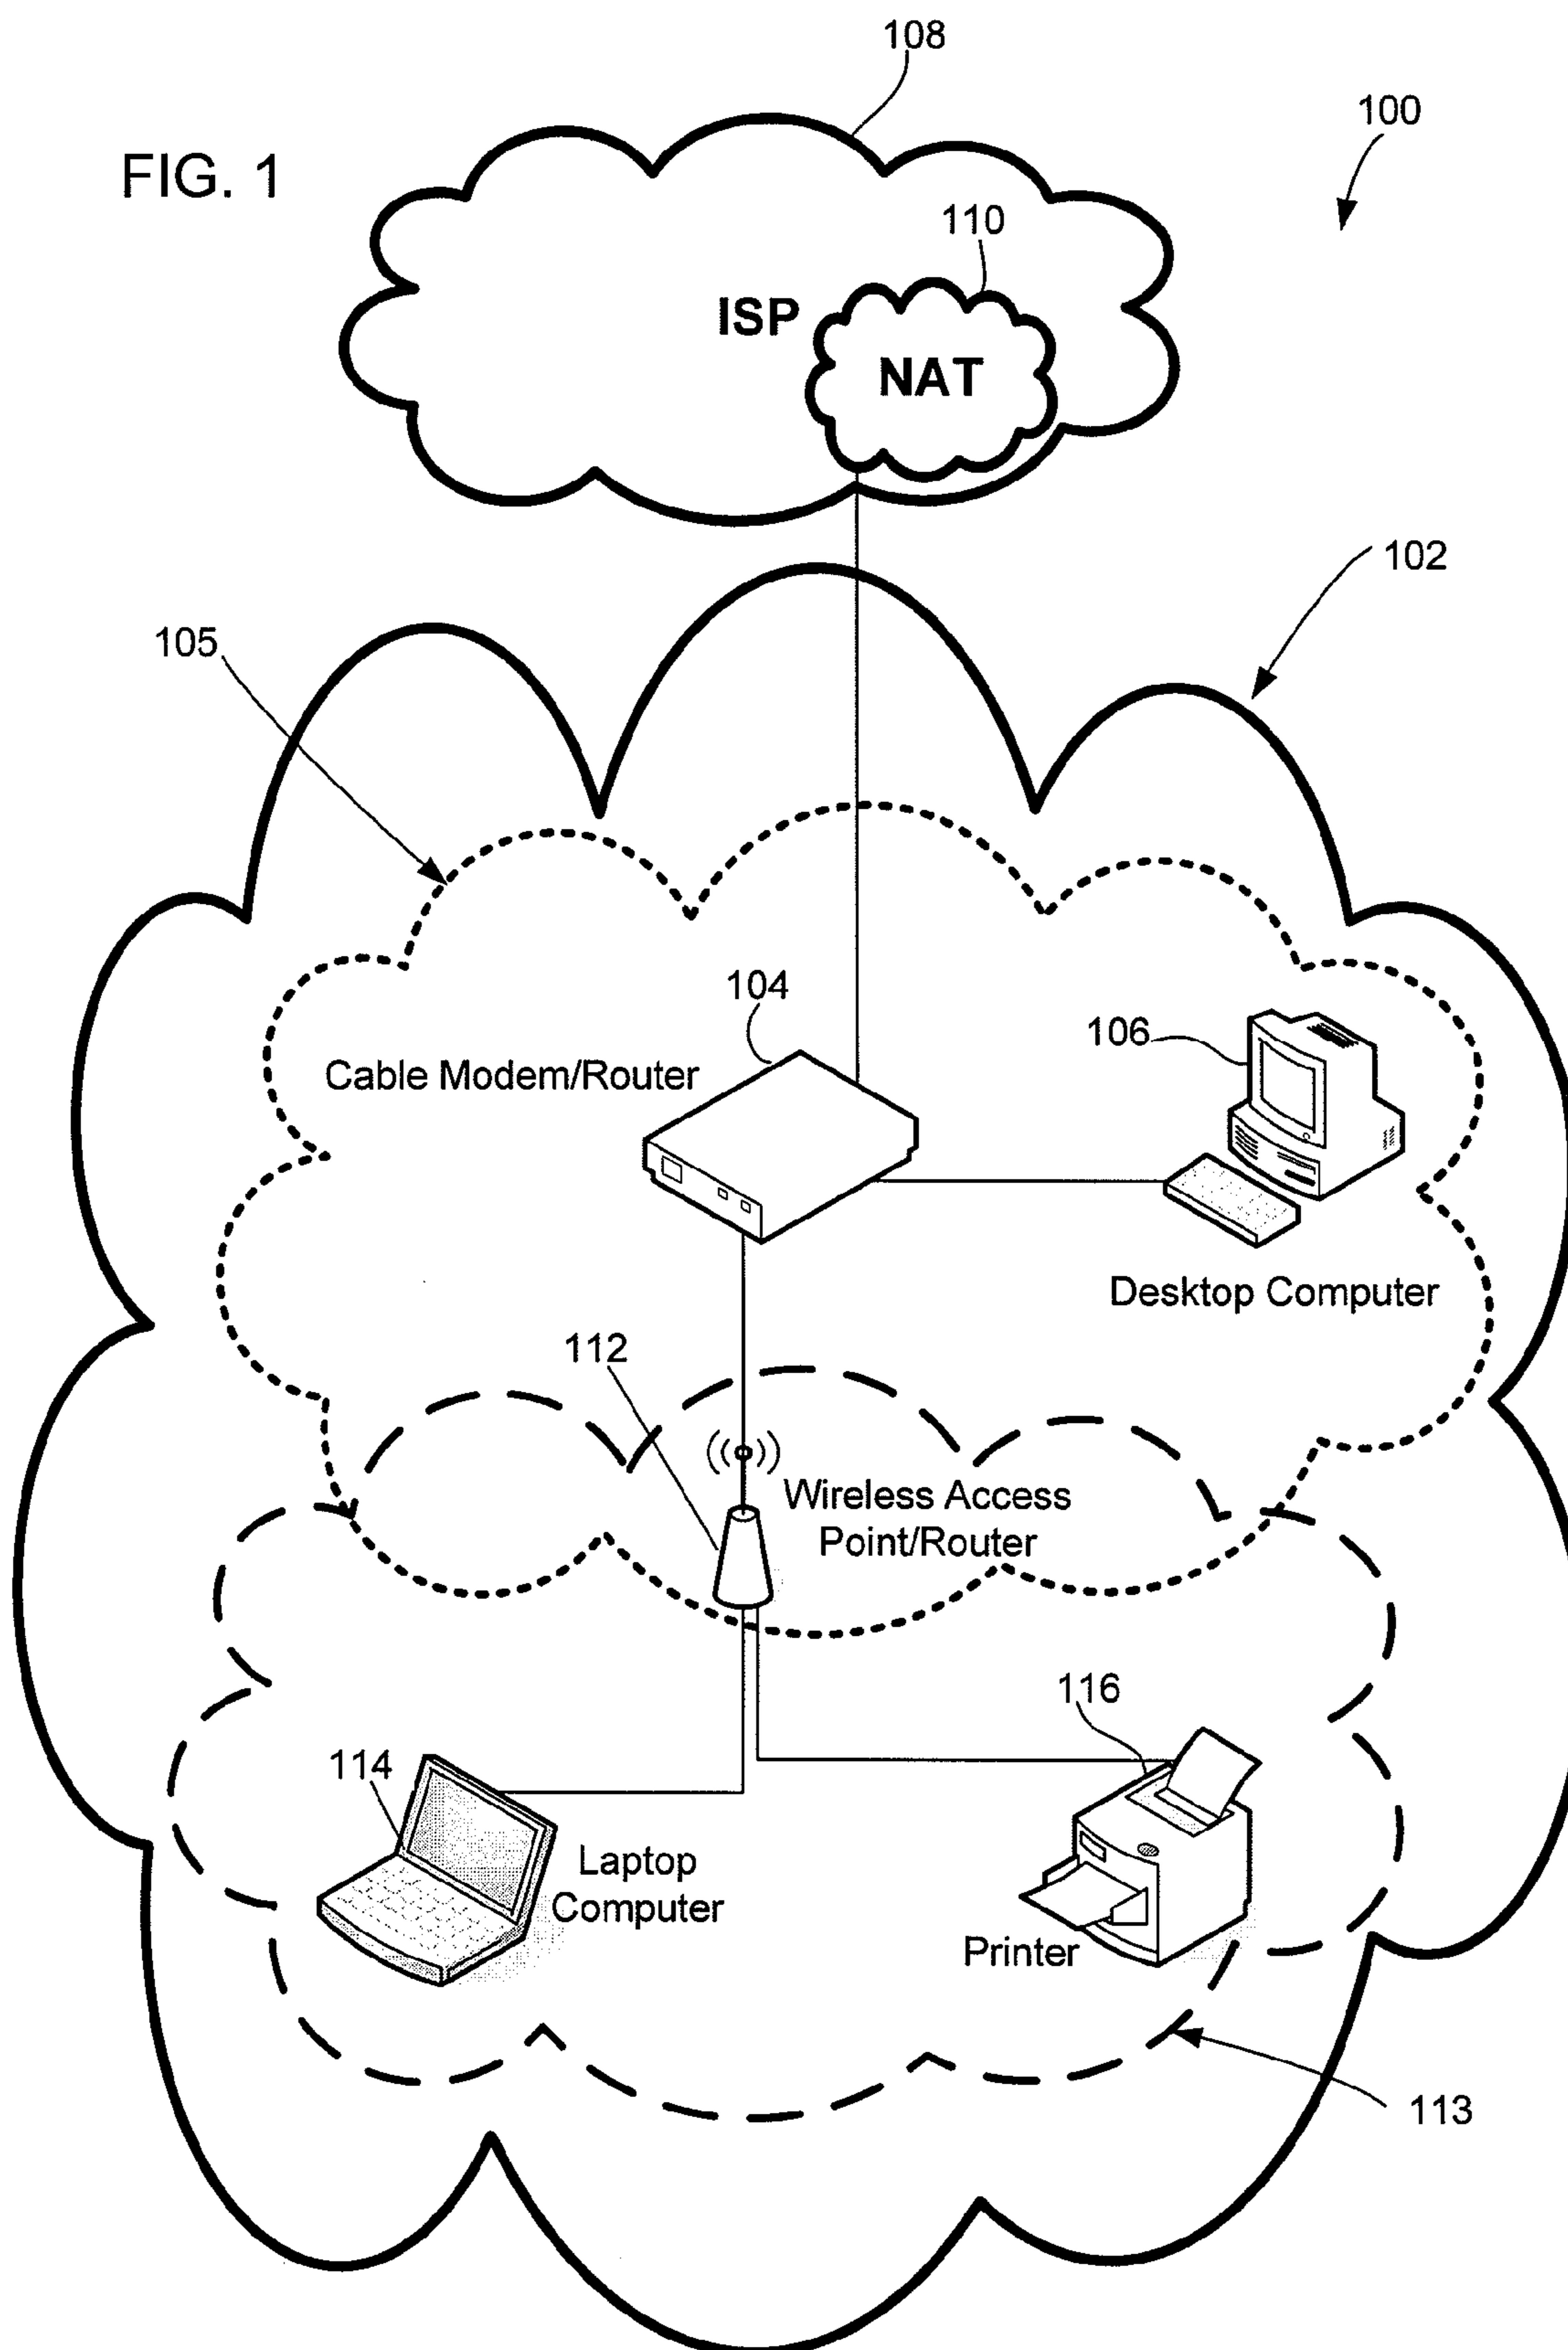 108
100
FIG. 1
110
ISP
NAT
102
105
104
106
Cable Modem/Router
Desktop Computer
112
Wireless Access
Point/Router
116
114
Laptop
Computer
Printer
113